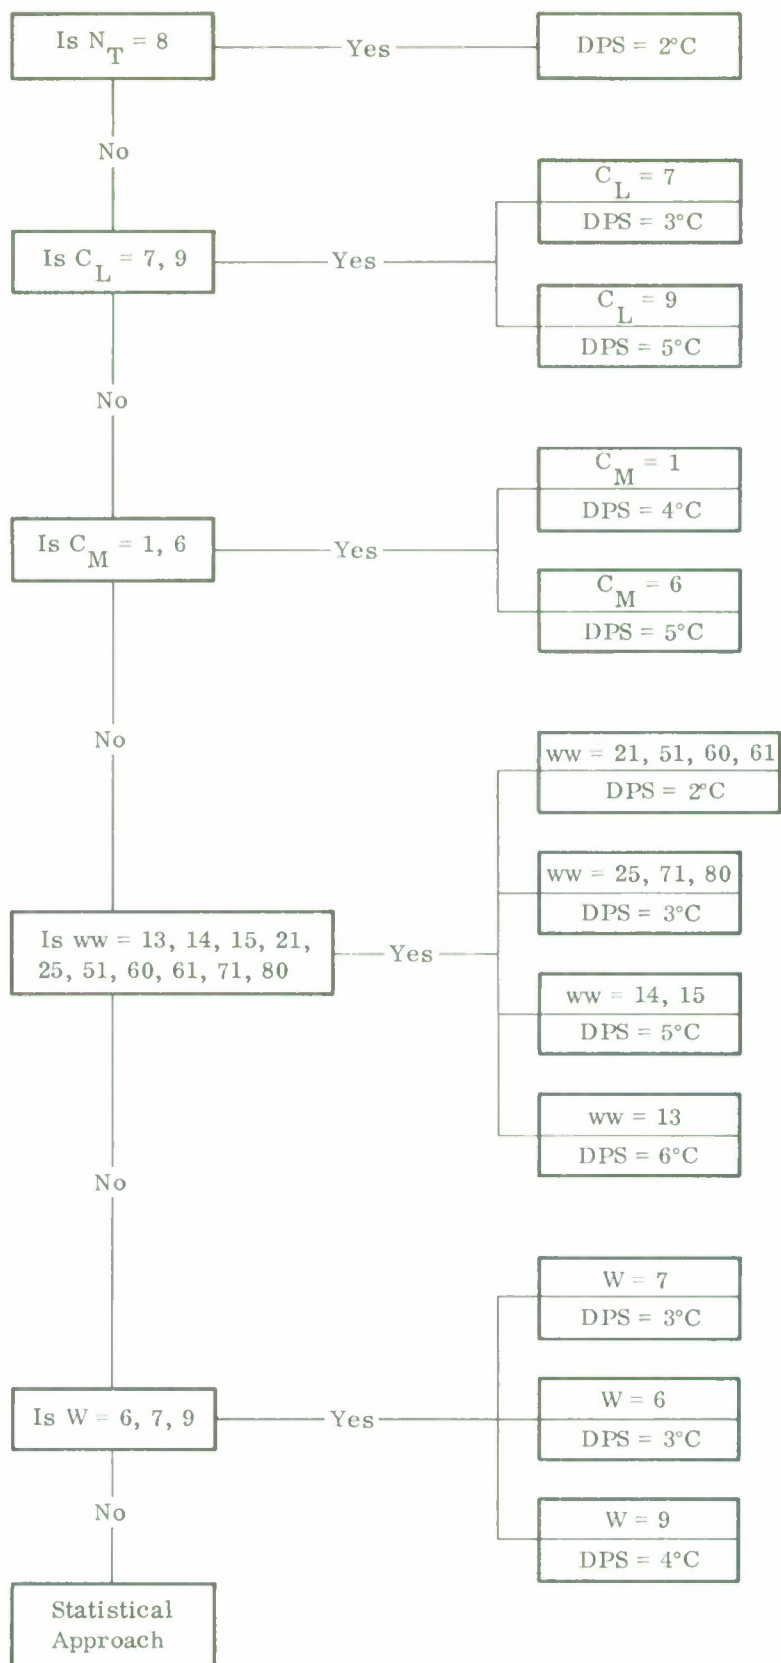 Is N_T = 8
Yes
DPS = 2°C
No
C_L = 7
DPS = 3°C
Is C_L = 7, 9
Yes
C_L = 9
DPS = 5°C
No
C_M = 1
DPS = 4°C
Is C_M = 1, 6
Yes
C_M = 6
DPS = 5°C
No
ww = 21, 51, 60, 61
DPS = 2°C
ww = 25, 71, 80
DPS = 3°C
Is ww = 13, 14, 15, 21,
25, 51, 60, 61, 71, 80
Yes
ww = 14, 15
DPS = 5°C
ww = 13
DPS = 6°C
No
W = 7
DPS = 3°C
Is W = 6, 7, 9
Yes
W = 6
DPS = 3°C
No
W = 9
DPS = 4°C
Statistical
Approach